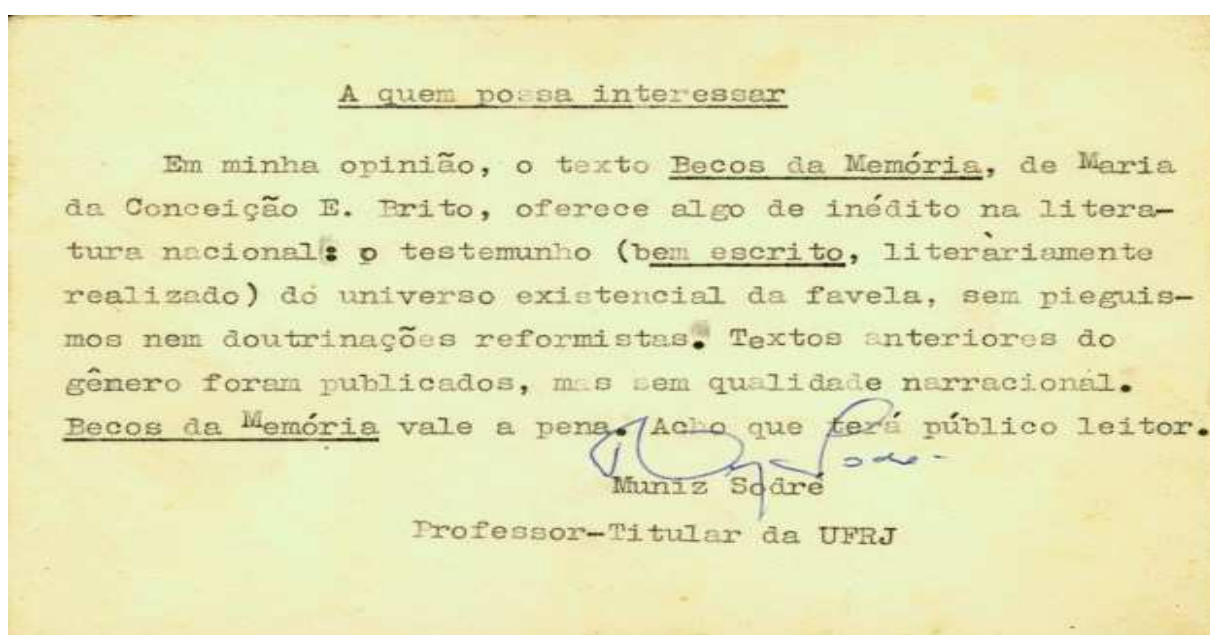 A quem possa interessar
Em minha opinião, o texto Becos da Memória, de Maria
da Conceição E. Brito, oferece algo de inédito na litera-
tura nacional: o testemunho (bem escrito, literàriamente
realizado) do universo existencial da favela, sem pieguis-
mos nem doutrinações reformistas. Textos anteriores do
gênero foram publicados, mas sem qualidade narracional.
Becos da Memória vale a pena. Acho que terá público leitor.
Muniz Sodré
Professor-Titular da UFRJ